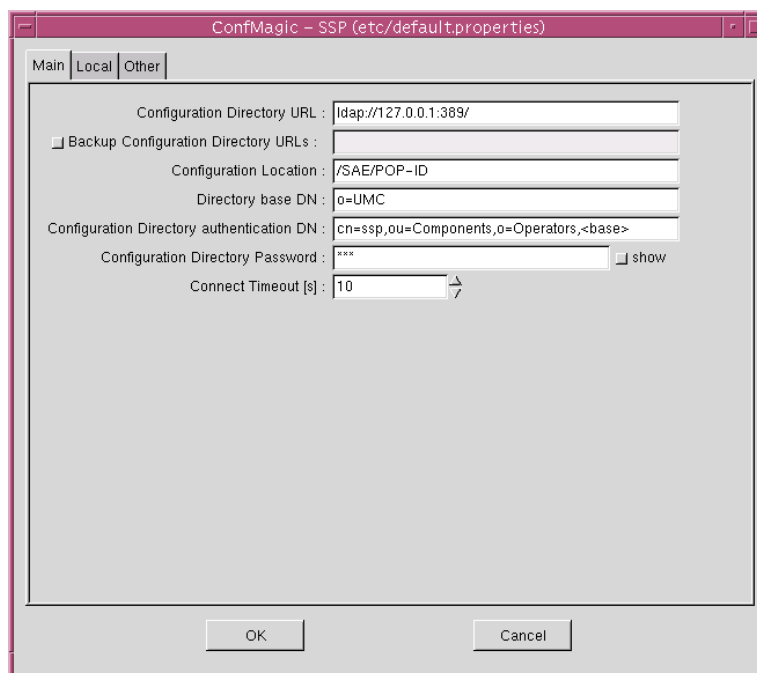 ConfMagic – SSP (etc/default.properties)
Main Local Other
Configuration Directory URL : ldap://127.0.0.1:389/
Backup Configuration Directory URLs :
Configuration Location : /SAE/POP-ID
Directory base DN : o=UMC
Configuration Directory authentication DN : cn=ssp,ou=Components,o=Operators,<base>
Configuration Directory Password : *** show
Connect Timeout [s] : 10
OK Cancel